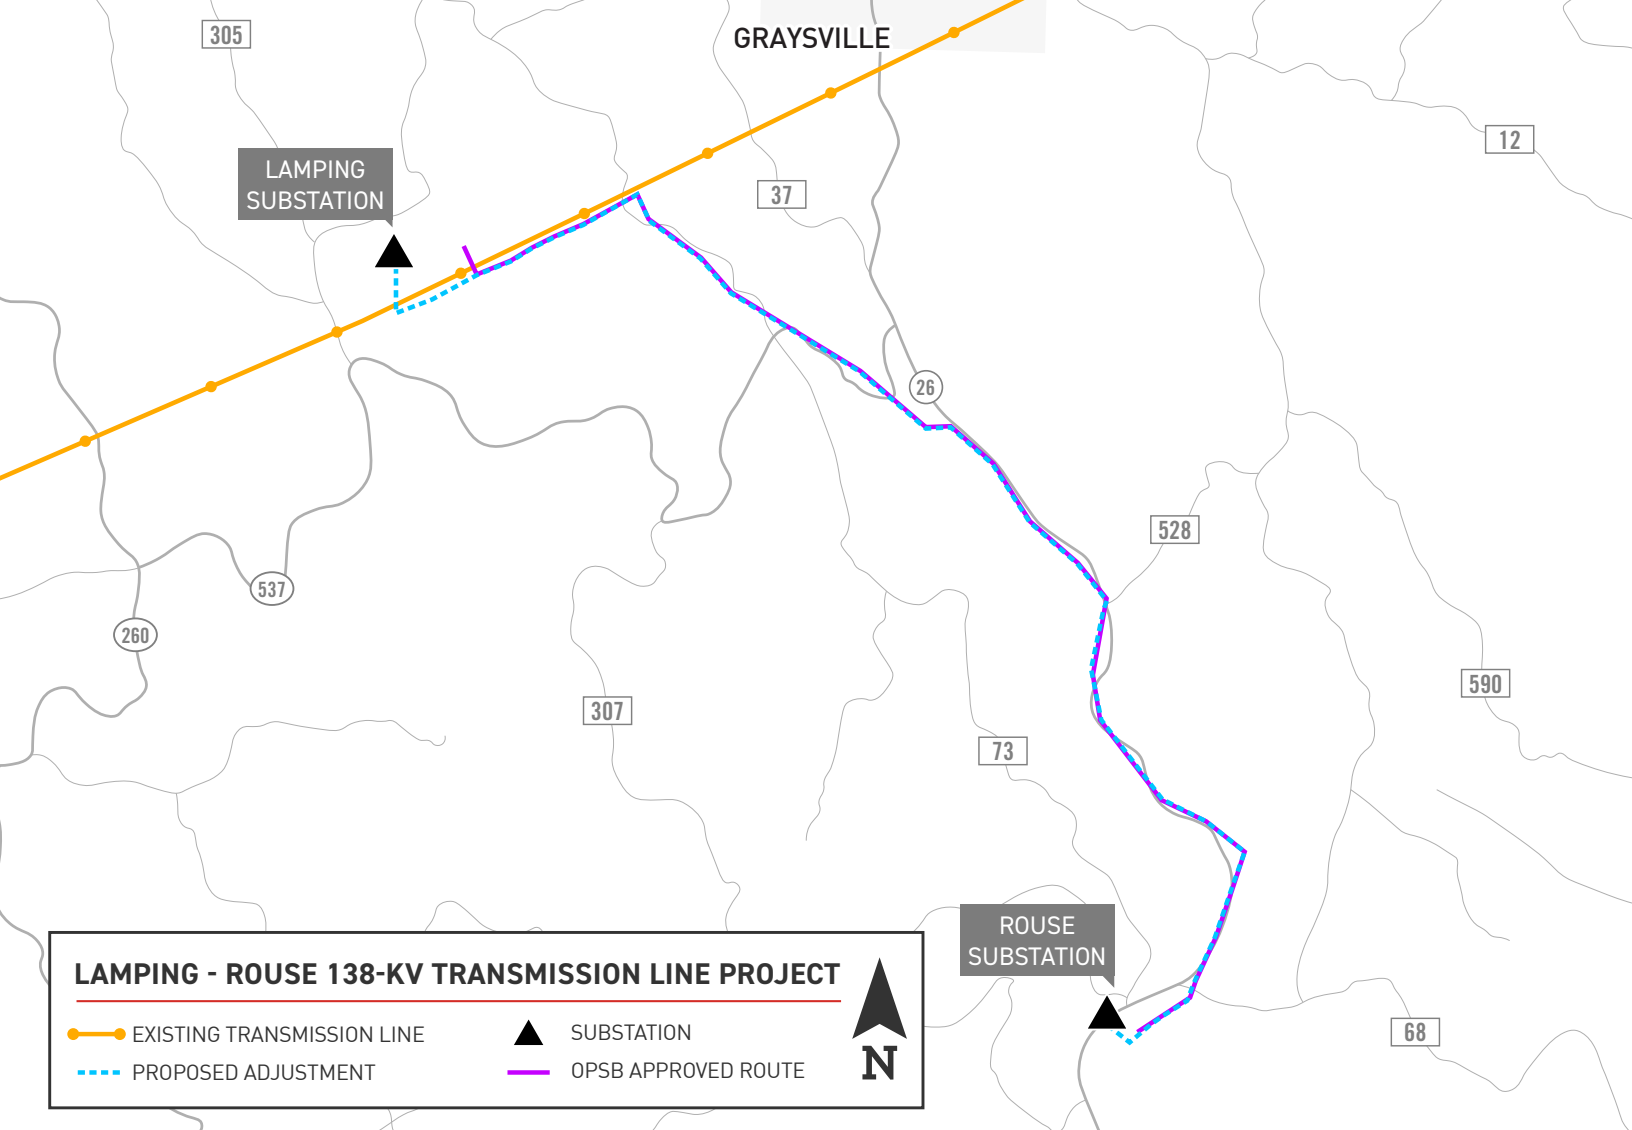 305
GRAYSVILLE
12
LAMPING
SUBSTATION
37
26
528
537
260
590
307
73
ROUSE
SUBSTATION
68
LAMPING - ROUSE 138-KV TRANSMISSION LINE PROJECT
EXISTING TRANSMISSION LINE
SUBSTATION
PROPOSED ADJUSTMENT
OPSB APPROVED ROUTE
N